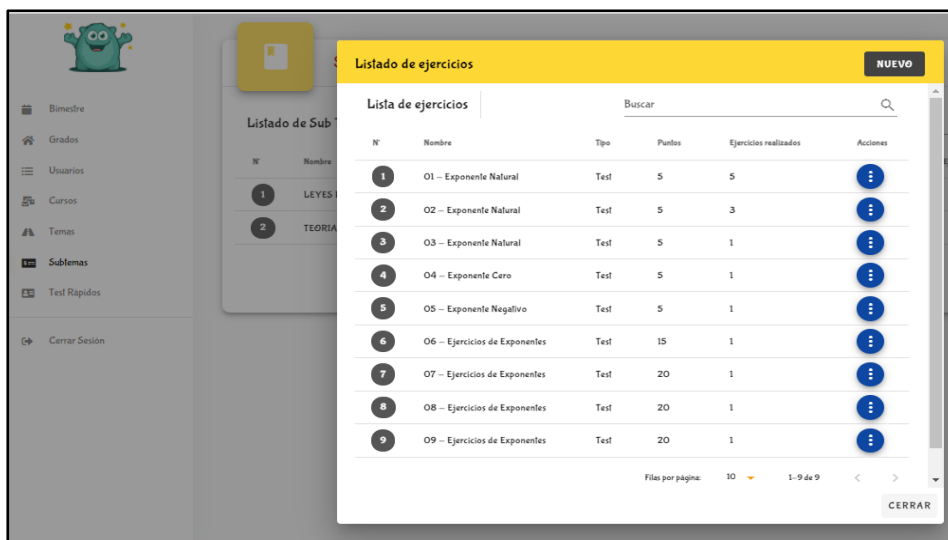 Bimestre
Grados
Usuarios
Cursos
Temas
Subtemas
Test Rápidos
Cerrar Sesion
Listado de Sub
N° Nombre
1 LEYES
2 TEORIA
Listado de ejercicios NUEVO
Lista de ejercicios Buscar
N° Nombre Tipo Puntos Ejercicios realizados Acciones
1 01 – Exponente Natural Test 5 5
2 02 – Exponente Natural Test 5 3
3 03 – Exponente Natural Test 5 1
4 04 – Exponente Cero Test 5 1
5 05 – Exponente Negativo Test 5 1
6 06 – Ejercicios de Exponentes Test 15 1
7 07 – Ejercicios de Exponentes Test 20 1
8 08 – Ejercicios de Exponentes Test 20 1
9 09 – Ejercicios de Exponentes Test 20 1
Filas por página: 10 1-9 de 9
CERRAR